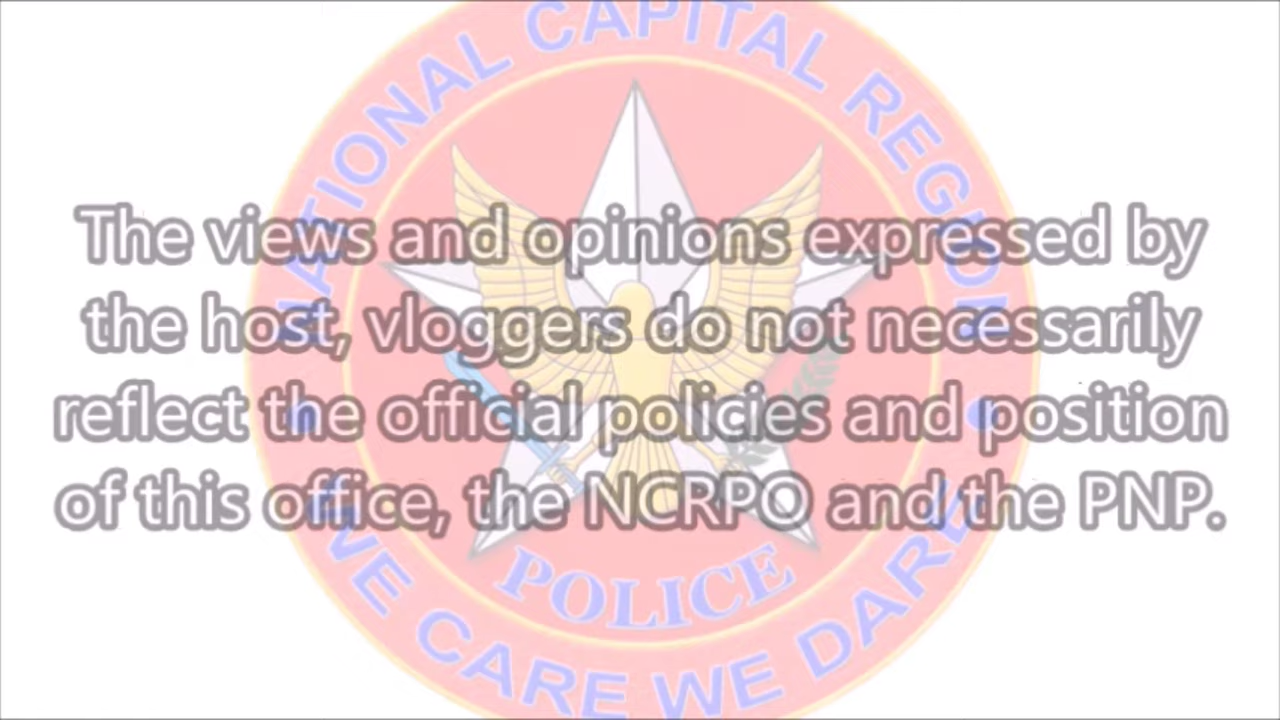 NATIONAL CAPITAL REGION
The views and opinions expressed by
the host, vloggers do not necessarily
reflect the official policies and position
of this office, the NCRPO and the PNP.
POLICE
WE CARE WE DARE